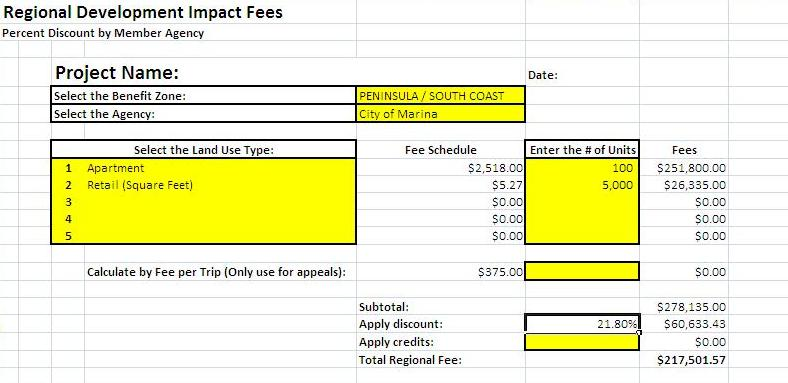 Regional Development Impact Fees
Percent Discount by Member Agency
Project Name: Date:
Select the Benefit Zone: PENINSULA / SOUTH COAST
Select the Agency: City of Marina
Select the Land Use Type: Fee Schedule Enter the # of Units Fees
1 Apartment $2,518.00 100 $251,800.00
2 Retail (Square Feet) $5.27 5,000 $26,335.00
3 $0.00 $0.00
4 $0.00 $0.00
5 $0.00 $0.00
Calculate by Fee per Trip (Only use for appeals): $375.00 $0.00
Subtotal: $278,135.00
Apply discount: 21.80% $60,633.43
Apply credits: $0.00
Total Regional Fee: $217,501.57